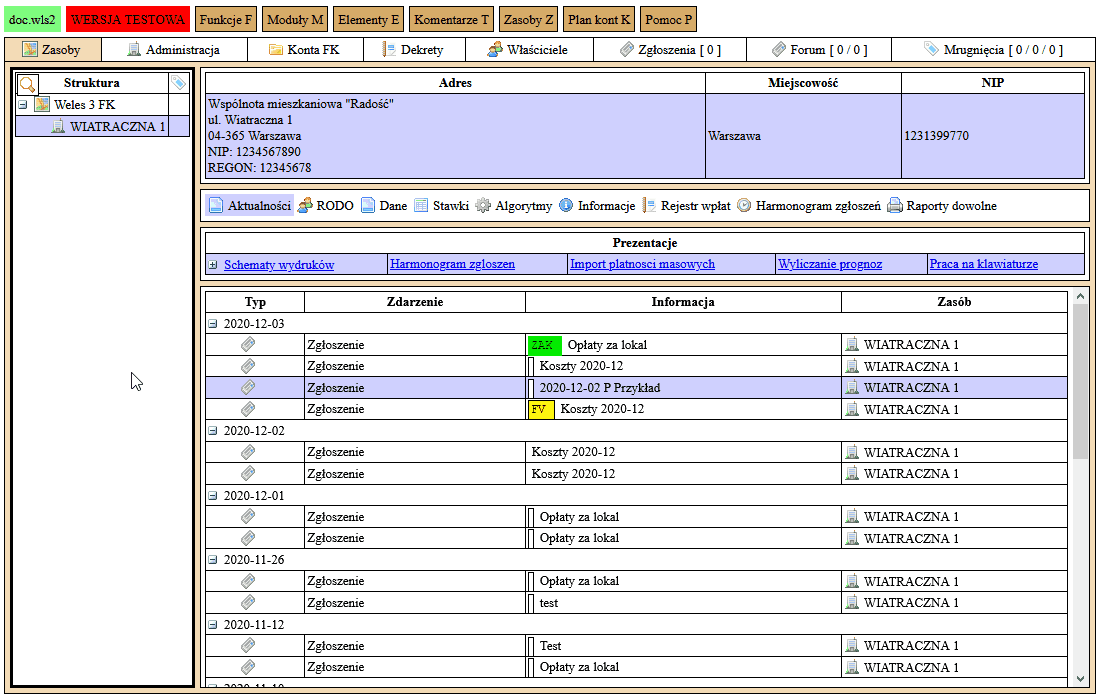 doc.wls2 WERSJA TESTOWA Funkcje F Moduły M Elementy E Komentarze T Zasoby Z Plan kont K Pomoc P
Zasoby Administracja Konta FK Dekrety Właściciele Zgłoszenia [ 0 ] Forum [ 0 / 0 ] Mrugnięcia [ 0 / 0 / 0 ]
Struktura
Weles 3 FK
WIATRACZNA 1
Adres Miejscowość NIP
Wspólnota mieszkaniowa "Radość"
ul. Wiatraczna 1
04-365 Warszawa
NIP: 1234567890
REGON: 12345678
Warszawa
1231399770
Aktualności RODO Dane Stawki Algorytmy Informacje Rejestr wpłat Harmonogram zgłoszeń Raporty dowolne
Prezentacje
Schematy wydruków Harmonogram zgloszen Import platnosci masowych Wyliczanie prognoz Praca na klawiaturze
Typ Zdarzenie Informacja Zasób
2020-12-03
Zgłoszenie ZAK Opłaty za lokal WIATRACZNA 1
Zgłoszenie Koszty 2020-12 WIATRACZNA 1
Zgłoszenie 2020-12-02 P Przykład WIATRACZNA 1
Zgłoszenie FV Koszty 2020-12 WIATRACZNA 1
2020-12-02
Zgłoszenie Koszty 2020-12 WIATRACZNA 1
Zgłoszenie Koszty 2020-12 WIATRACZNA 1
2020-12-01
Zgłoszenie Opłaty za lokal WIATRACZNA 1
Zgłoszenie Opłaty za lokal WIATRACZNA 1
2020-11-26
Zgłoszenie Opłaty za lokal WIATRACZNA 1
Zgłoszenie test WIATRACZNA 1
2020-11-12
Zgłoszenie Test WIATRACZNA 1
Zgłoszenie Opłaty za lokal WIATRACZNA 1